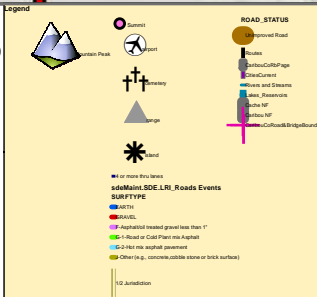 Legend
Mountain Peak
Summit
Airport
Cemetery
Range
Island
4 or more thru lanes
sdeMaint.SDE.LRI_Roads Events
SURFTYPE
EARTH
GRAVEL
F-Asphalt/oil treated gravel less than 1"
G-1-Road or Cold Plant mix Asphalt
G-2-Hot mix asphalt pavement
J-Other (e.g., concrete,cobble stone or brick surface)
1/2 Jurisdiction
ROAD_STATUS
Unimproved Road
Routes
CaribouCoRbPage
CitiesCurrent
Rivers and Streams
Lakes_Reservoirs
Cache NF
Caribou NF
CaribouCoRoad&BridgeBound